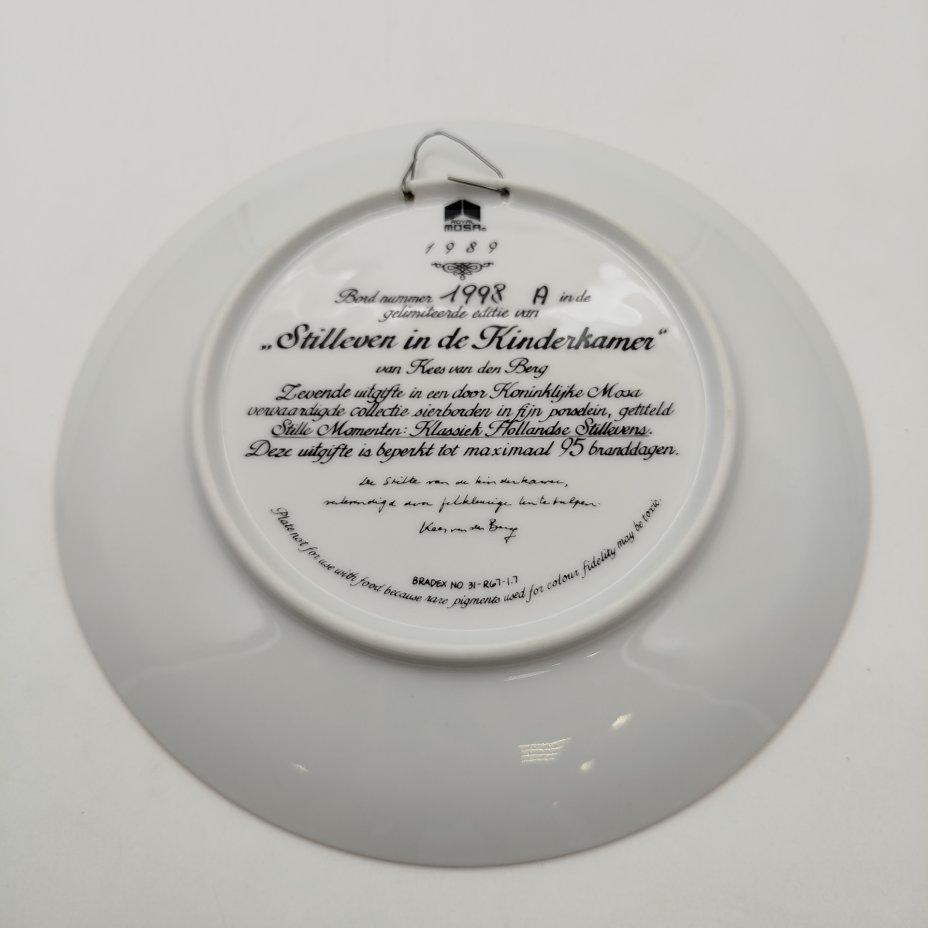 ROYAL
MOSA®
1989
Bord nummer 1998 A in de
gelimiteerde editie van
„Stilleven in de Kinderkamer“
van Kees van den Berg
Zevende uitgifte in een door Koninklijke Mosa
vervaardigde collectie sierborden in fijn porselein, getiteld
Stille Momenten: Klassiek Hollandse Stillevens.
Deze uitgifte is beperkt tot maximaal 95 branddagen.
De stilte van de kinderkamer,
door felkleurige lentetulpen.
Kees van den Berg
BRADEX NO. 31-R67-1.7
Plate not for use with food because rare pigments used for colour fidelity may be toxic.